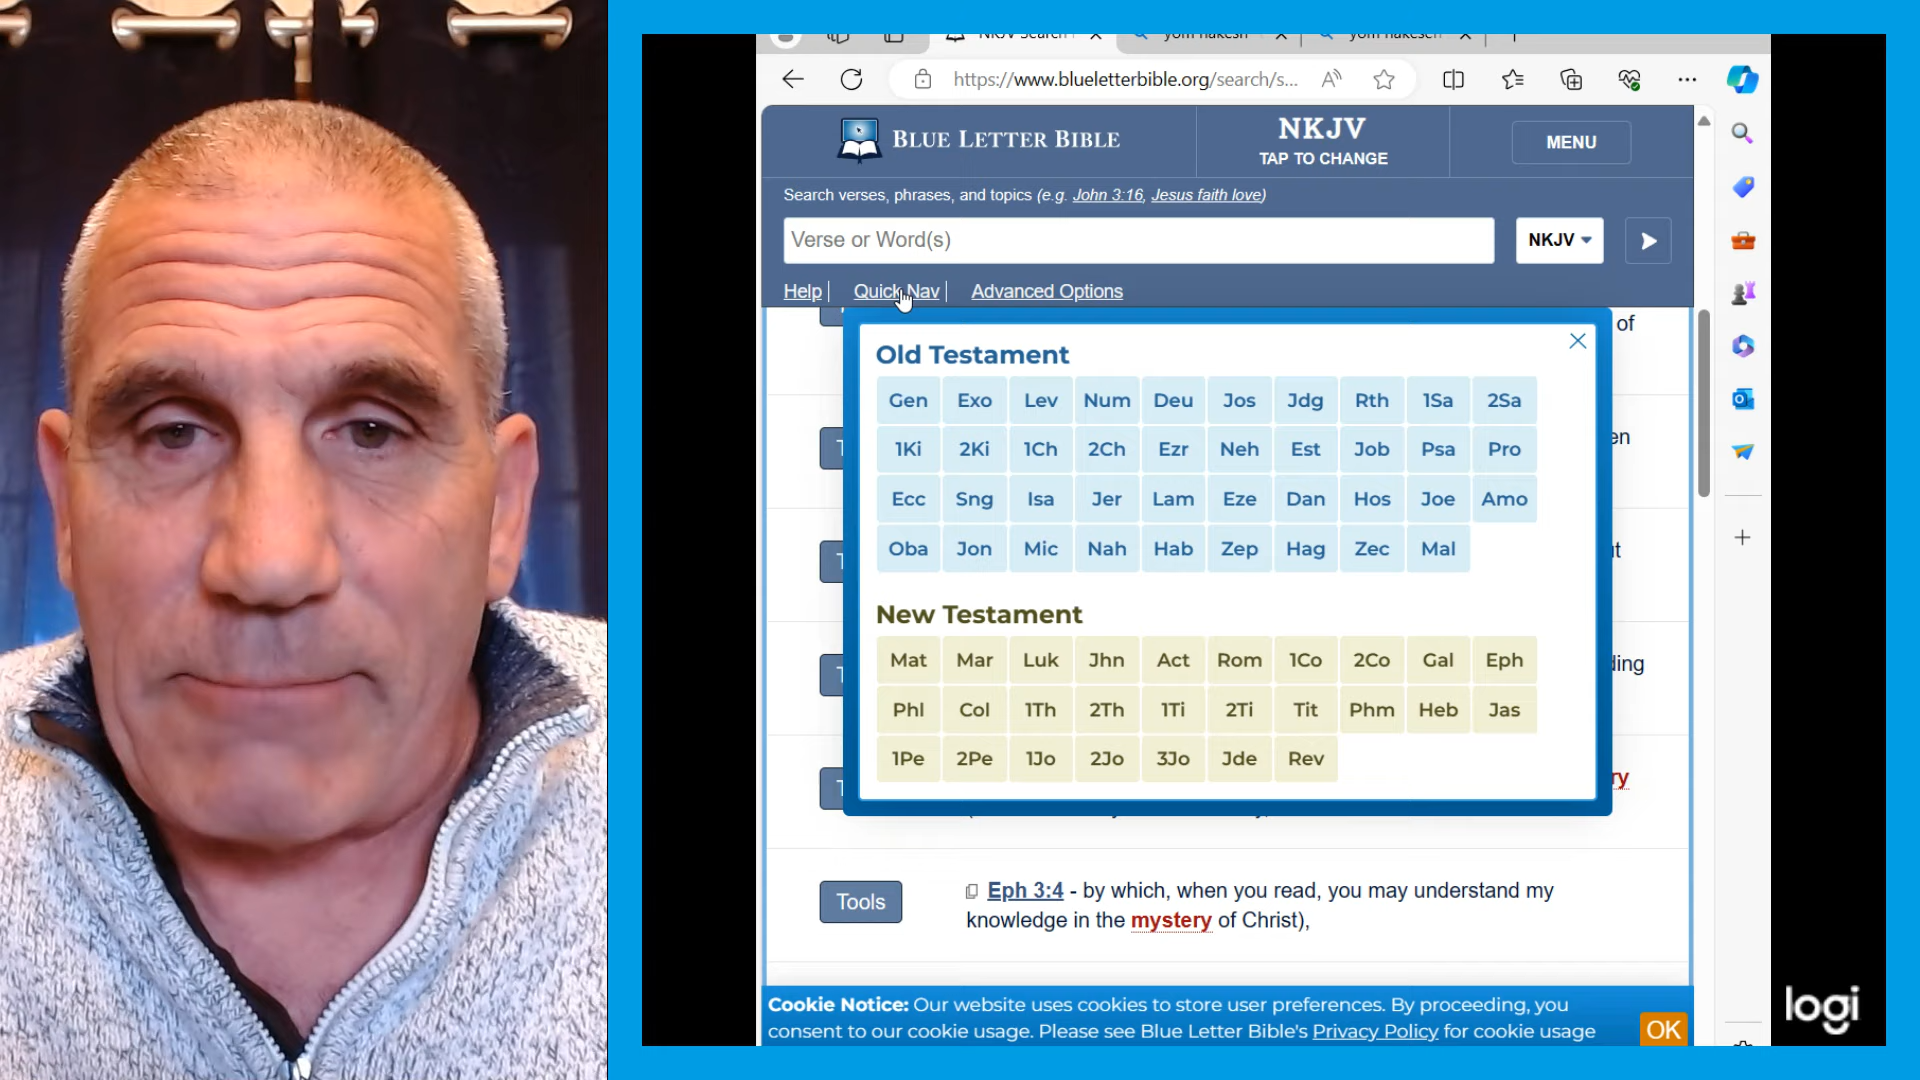 NKJV Search
yom hakesh
yom hakeseh
https://www.blueletterbible.org/search/s...
BLUE LETTER BIBLE
NKJV
TAP TO CHANGE
MENU
Search verses, phrases, and topics (e.g. John 3:16, Jesus faith love)
Verse or Word(s)
NKJV
Help | Quick Nav | Advanced Options
of
Old Testament
Gen Exo Lev Num Deu Jos Jdg Rth 1Sa 2Sa
1Ki 2Ki 1Ch 2Ch Ezr Neh Est Job Psa Pro
Ecc Sng Isa Jer Lam Eze Dan Hos Joe Amo
Oba Jon Mic Nah Hab Zep Hag Zec Mal
New Testament
Mat Mar Luk Jhn Act Rom 1Co 2Co Gal Eph
Phl Col 1Th 2Th 1Ti 2Ti Tit Phm Heb Jas
1Pe 2Pe 1Jo 2Jo 3Jo Jde Rev
Tools
Eph 3:4 - by which, when you read, you may understand my
knowledge in the mystery of Christ),
Cookie Notice: Our website uses cookies to store user preferences. By proceeding, you
consent to our cookie usage. Please see Blue Letter Bible's Privacy Policy for cookie usage
OK
logi